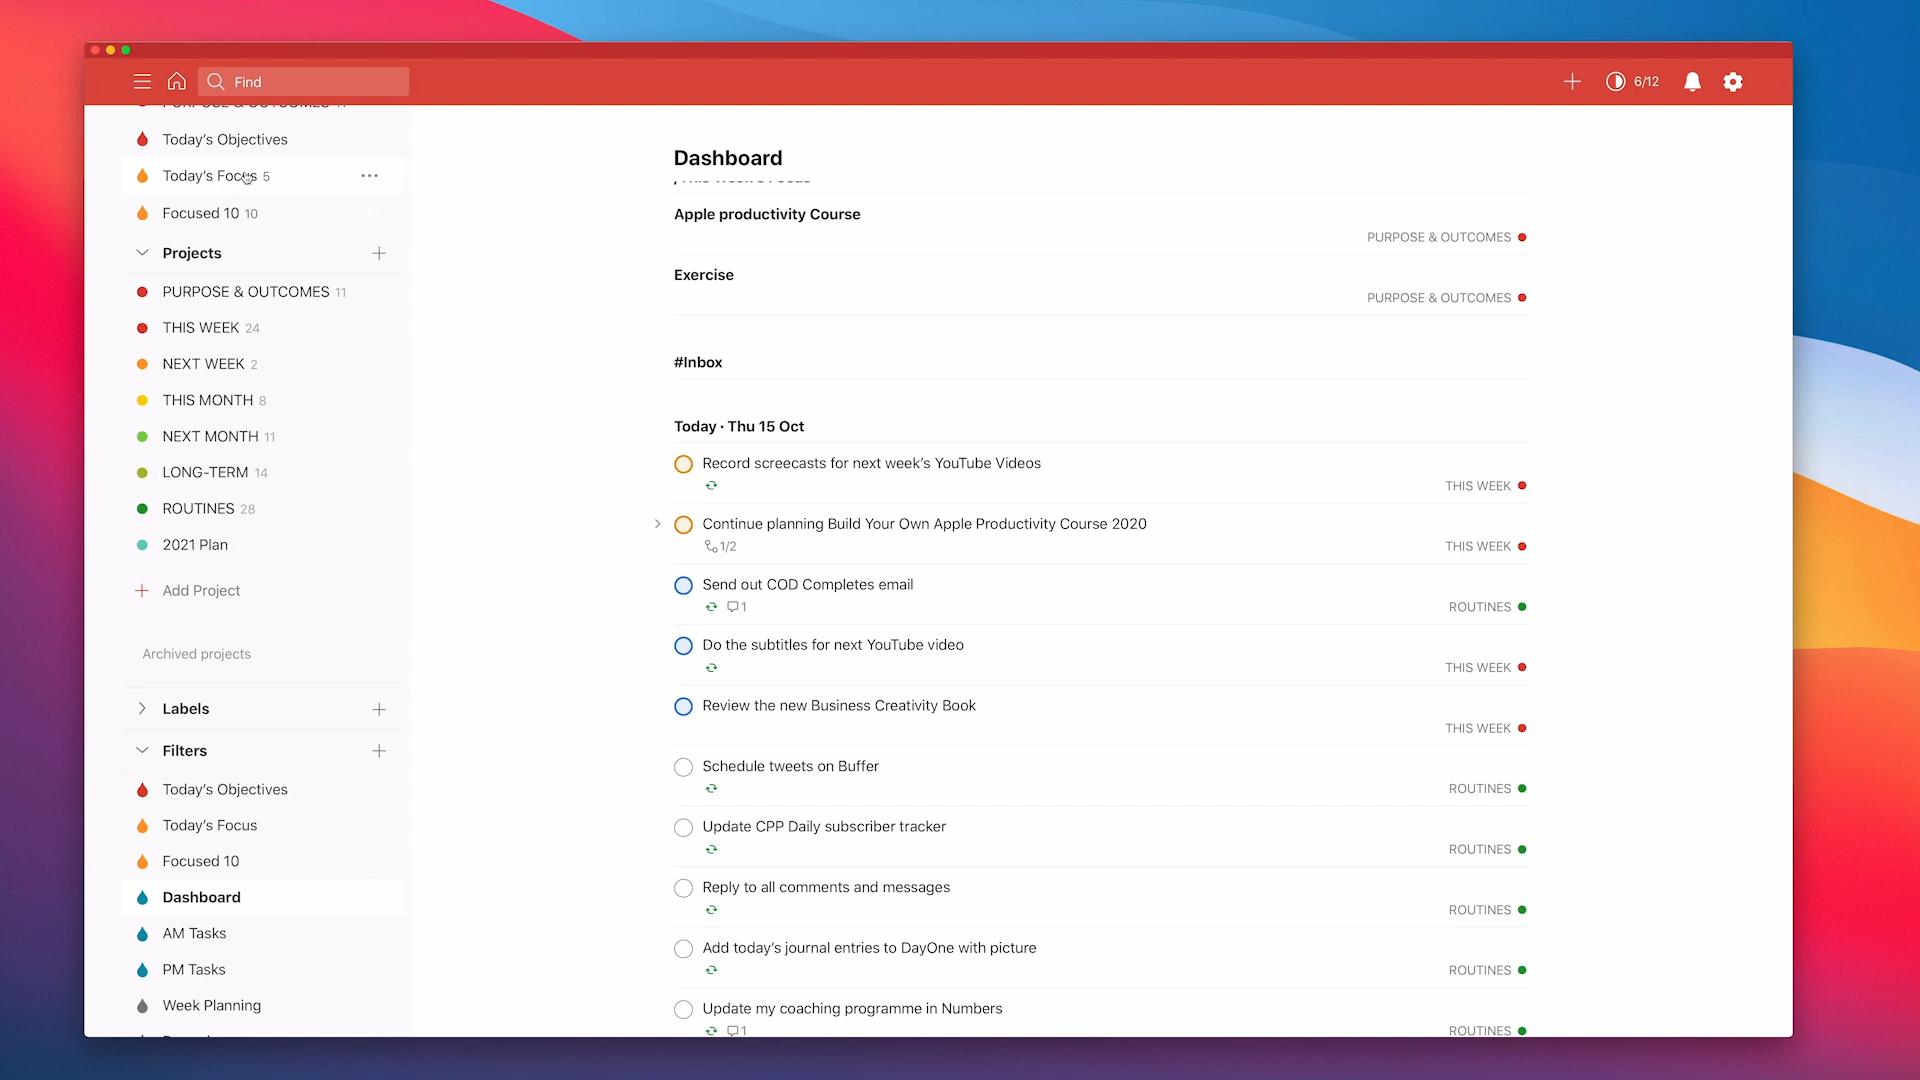 Find
6/12
Today's Objectives
Today's Focus 5
Focused 10 10
Projects
PURPOSE & OUTCOMES 11
THIS WEEK 24
NEXT WEEK 2
THIS MONTH 8
NEXT MONTH 11
LONG-TERM 14
ROUTINES 28
2021 Plan
Add Project
Archived projects
Labels
Filters
Today's Objectives
Today's Focus
Focused 10
Dashboard
AM Tasks
PM Tasks
Week Planning
Dashboard
Apple productivity Course
PURPOSE & OUTCOMES
Exercise
PURPOSE & OUTCOMES
#Inbox
Today · Thu 15 Oct
Record screecasts for next week's YouTube Videos
THIS WEEK
Continue planning Build Your Own Apple Productivity Course 2020
1/2
THIS WEEK
Send out COD Completes email
1
ROUTINES
Do the subtitles for next YouTube video
THIS WEEK
Review the new Business Creativity Book
THIS WEEK
Schedule tweets on Buffer
ROUTINES
Update CPP Daily subscriber tracker
ROUTINES
Reply to all comments and messages
ROUTINES
Add today's journal entries to DayOne with picture
ROUTINES
Update my coaching programme in Numbers
1
ROUTINES